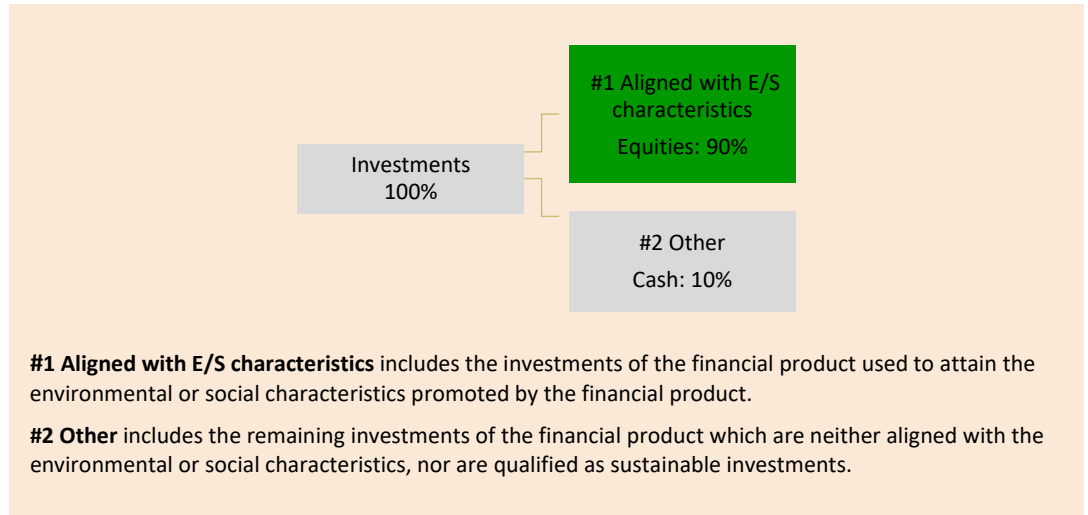 #1 Aligned with E/S
characteristics
Equities: 90%
Investments
100%
#2 Other
Cash: 10%
#1 Aligned with E/S characteristics includes the investments of the financial product used to attain the
environmental or social characteristics promoted by the financial product.
#2 Other includes the remaining investments of the financial product which are neither aligned with the
environmental or social characteristics, nor are qualified as sustainable investments.